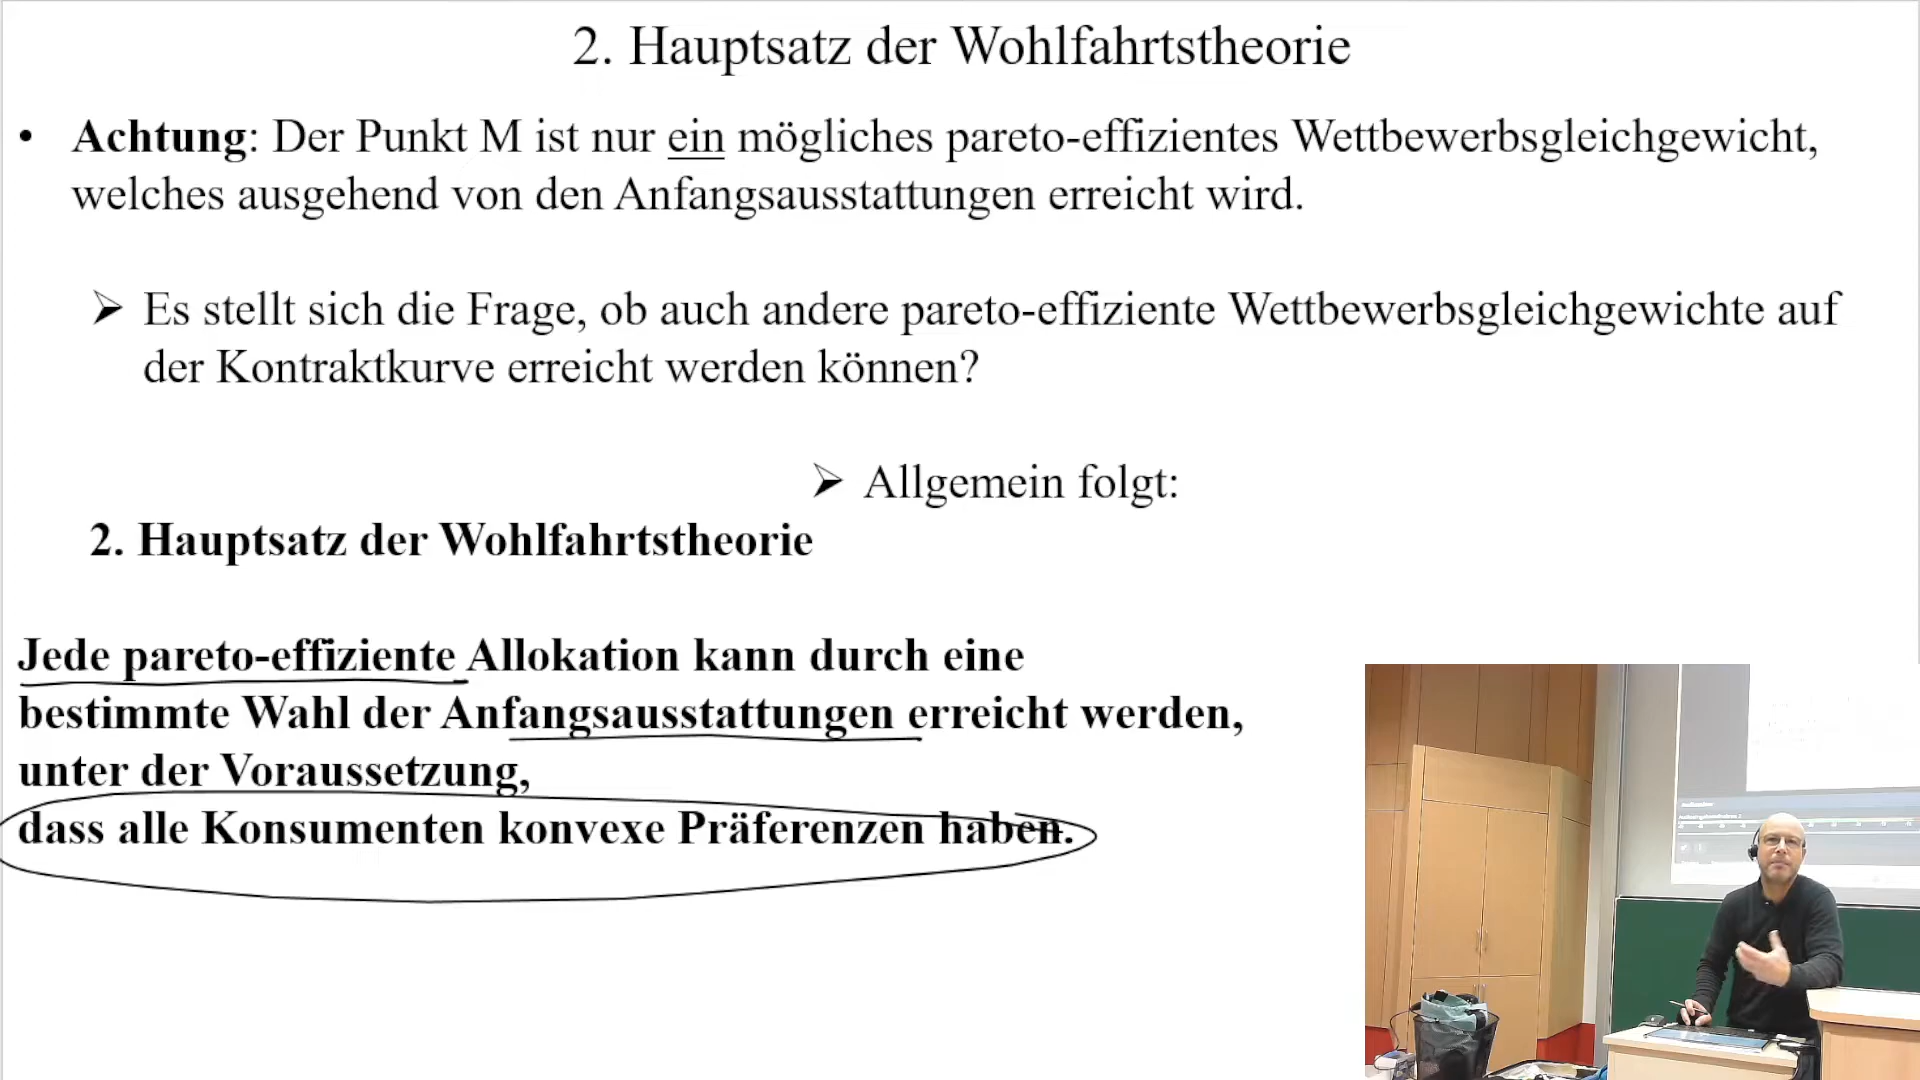 2. Hauptsatz der Wohlfahrtstheorie
• Achtung: Der Punkt M ist nur ein mögliches pareto-effizientes Wettbewerbsgleichgewicht,
welches ausgehend von den Anfangsausstattungen erreicht wird.
➢ Es stellt sich die Frage, ob auch andere pareto-effiziente Wettbewerbsgleichgewichte auf
der Kontraktkurve erreicht werden können?
➢ Allgemein folgt:
2. Hauptsatz der Wohlfahrtstheorie
Jede pareto-effiziente Allokation kann durch eine
bestimmte Wahl der Anfangsausstattungen erreicht werden,
unter der Voraussetzung,
dass alle Konsumenten konvexe Präferenzen haben.